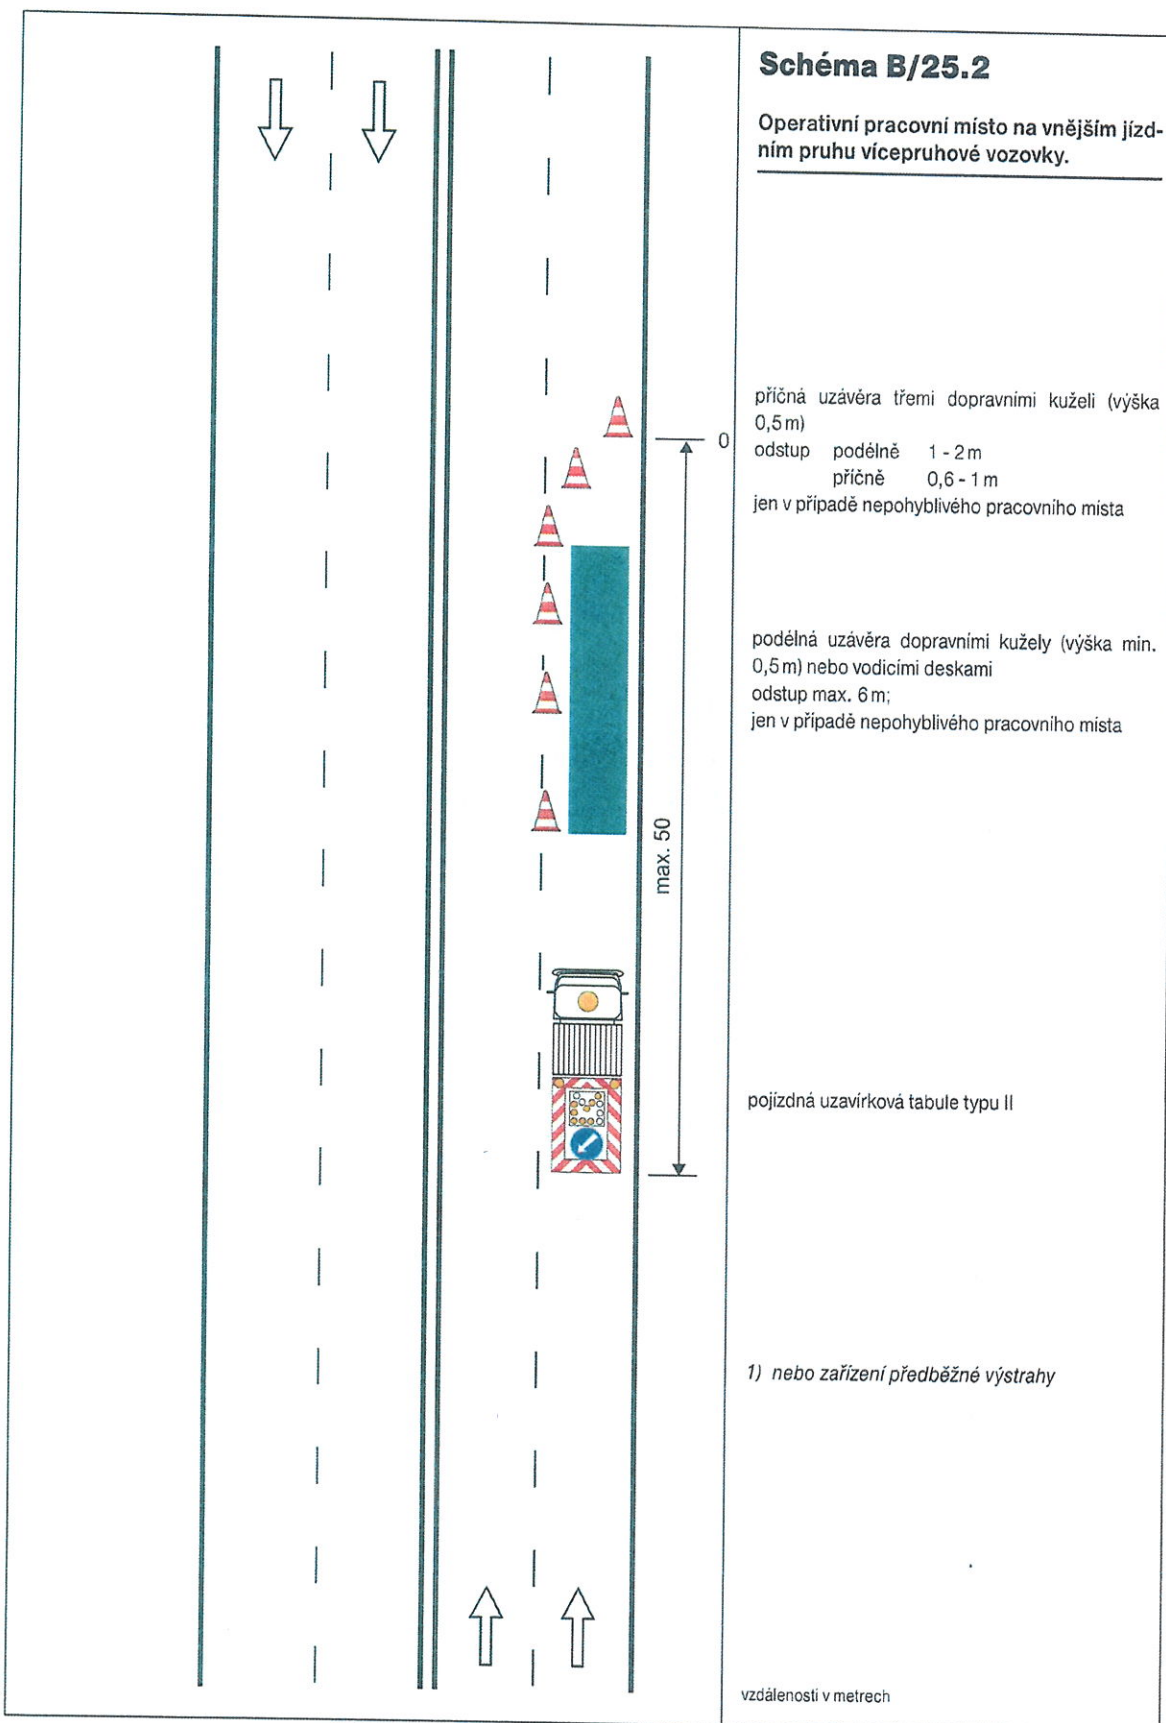 Schéma B/25.2
Operativní pracovní místo na vnějším jízd-
ním pruhu vícepruhové vozovky.
příčná uzávěra třemi dopravními kuželi (výška
0,5 m)
odstup podélně 1 - 2 m
příčně 0,6 - 1 m
jen v případě nepohyblivého pracovního místa
0
podélná uzávěra dopravními kužely (výška min.
0,5 m) nebo vodicími deskami
odstup max. 6 m;
jen v případě nepohyblivého pracovního místa
max. 50
pojízdná uzavírková tabule typu II
1) nebo zařízení předběžné výstrahy
vzdálenosti v metrech